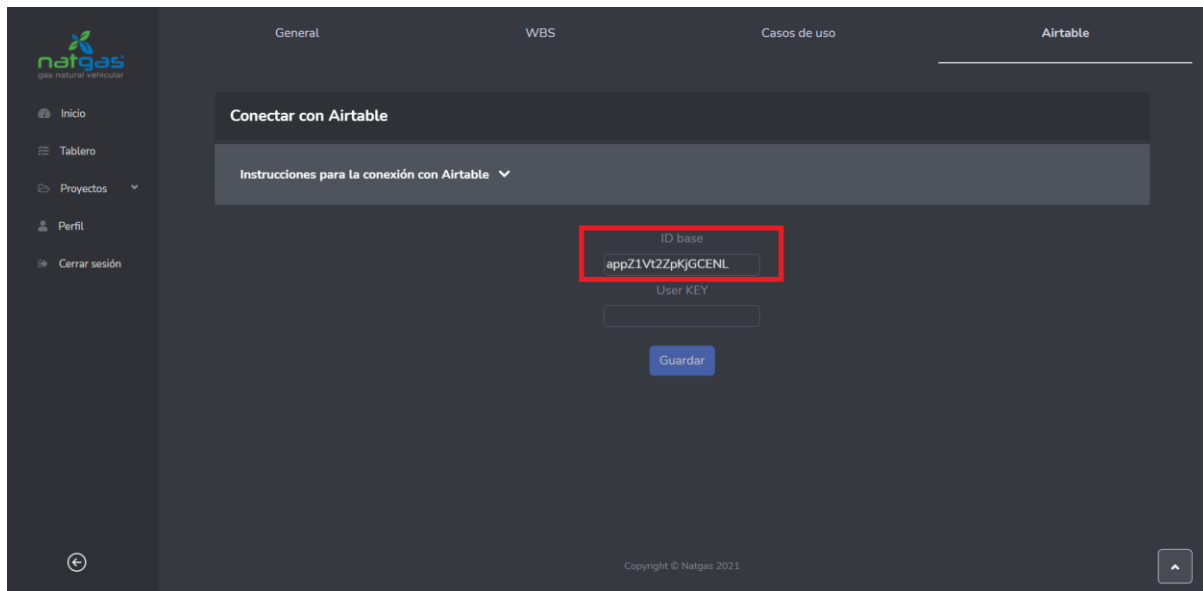 natgas
gas natural vehicular
General
WBS
Casos de uso
Airtable
Inicio
Tablero
Proyectos
Perfil
Cerrar sesión
Conectar con Airtable
Instrucciones para la conexión con Airtable
ID base
appZ1Vt2ZpKjGCENL
User KEY
Guardar
Copyright © Natgas 2021